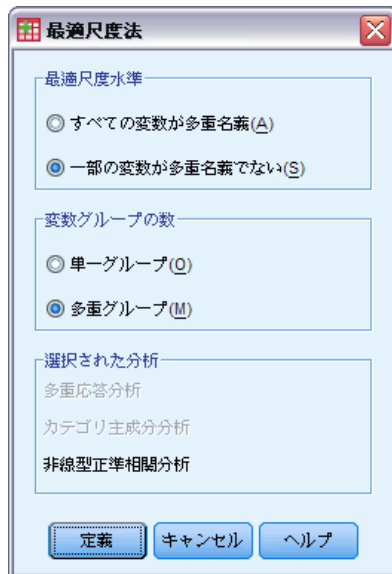 最適尺度法
最適尺度水準
すべての変数が多重名義(A)
一部の変数が多重名義でない(S)
変数グループの数
単一グループ(O)
多重グループ(M)
選択された分析
多重応答分析
カテゴリ主成分分析
非線型正準相関分析
定義 キャンセル ヘルプ